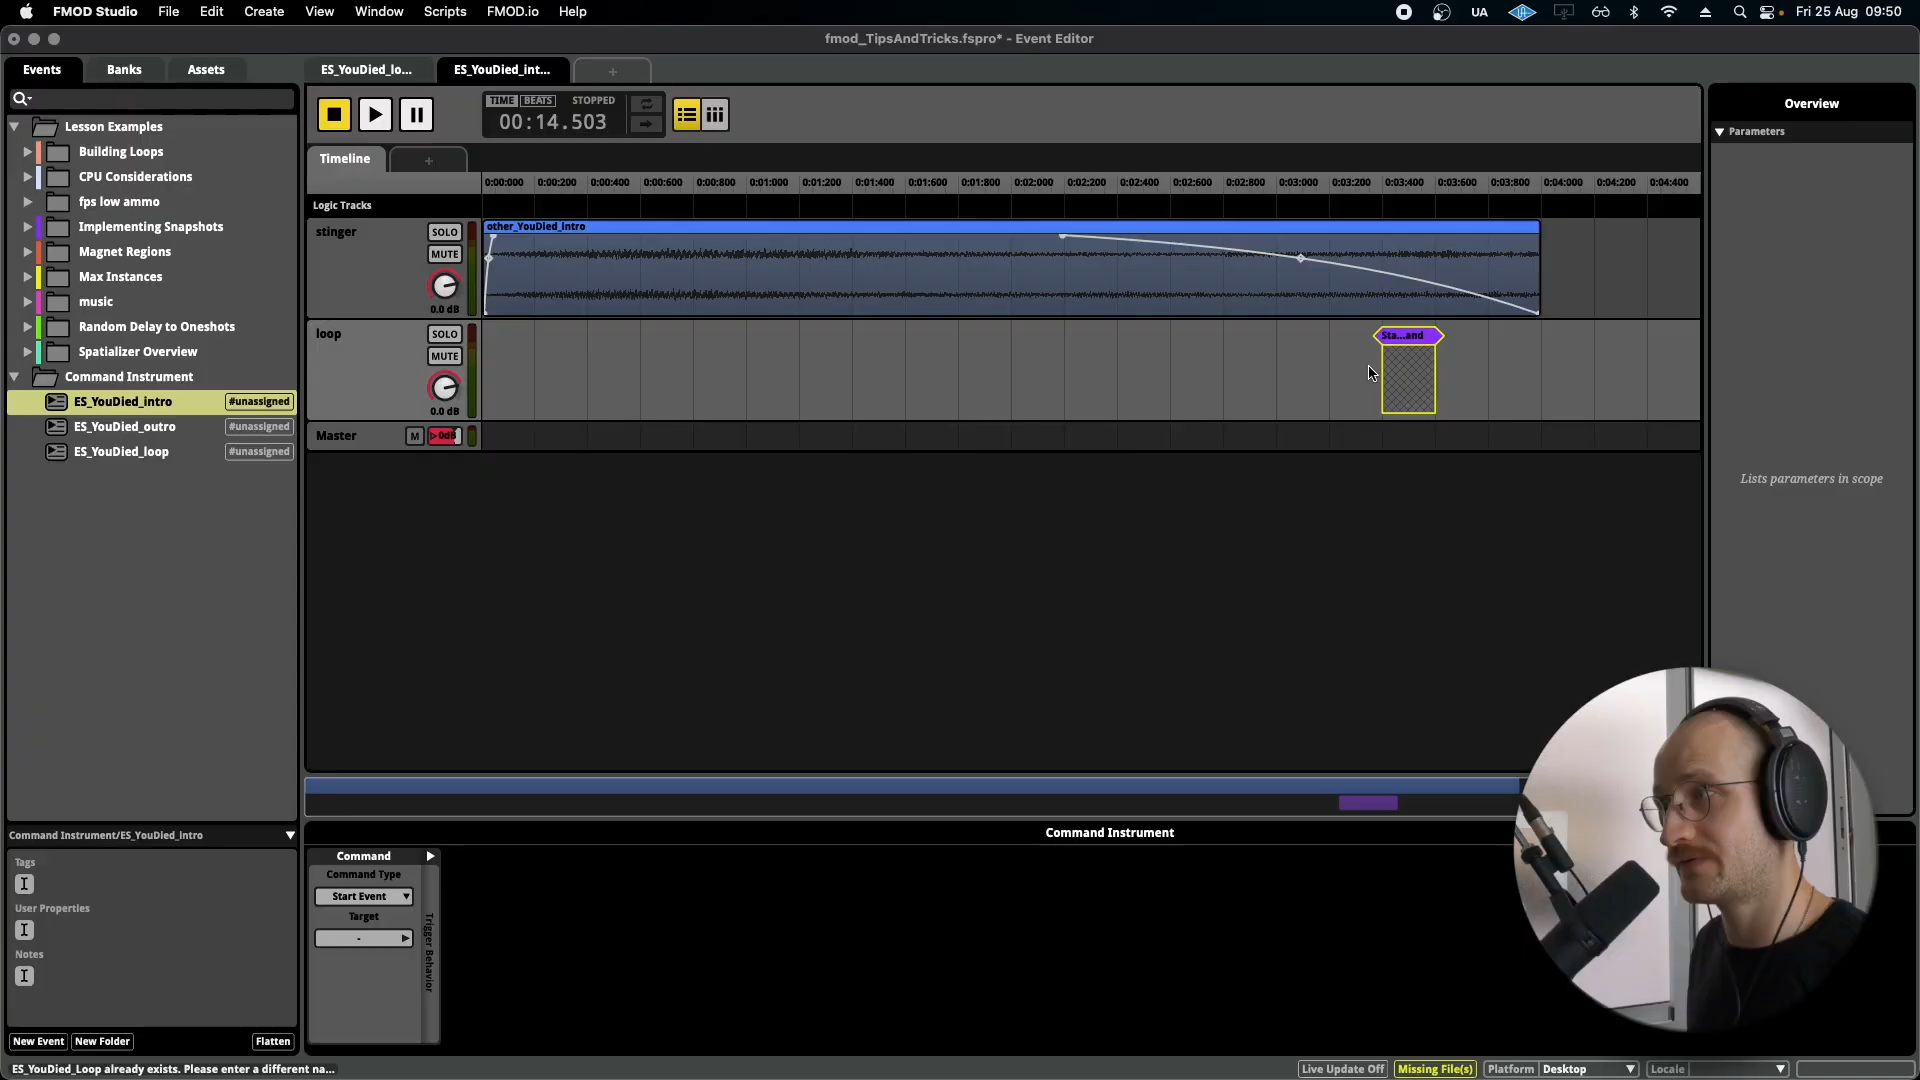 FMOD Studio File Edit Create View Window Scripts FMOD.io Help UA Fri 25 Aug 09:50
fmod_TipsAndTricks.fspro* - Event Editor
Events Banks Assets ES_YouDied_lo... ES_YouDied_int... +
TIME BEATS STOPPED
00:14.503
Timeline +
0:00:000 0:00:200 0:00:400 0:00:600 0:00:800 0:01:000 0:01:200 0:01:400 0:01:600 0:01:800 0:02:000 0:02:200 0:02:400 0:02:600 0:02:800 0:03:000 0:03:200 0:03:400 0:03:600 0:03:800 0:04:000 0:04:200 0:04:400
Logic Tracks
stinger SOLO
MUTE
0.0 dB
other_YouDied_intro
loop SOLO
MUTE
0.0 dB
Sta...and
Master M 0dB
Lesson Examples
Building Loops
CPU Considerations
fps low ammo
Implementing Snapshots
Magnet Regions
Max Instances
music
Random Delay to Oneshots
Spatializer Overview
Command Instrument
ES_YouDied_intro #unassigned
ES_YouDied_outro #unassigned
ES_YouDied_loop #unassigned
Overview
Parameters
Lists parameters in scope
Command Instrument/ES_YouDied_intro
Tags
User Properties
Notes
New Event New Folder Flatten
Command Instrument
Command
Command Type
Start Event
Target
-
Trigger Behavior
ES_YouDied_Loop already exists. Please enter a different na...
Live Update Off Missing File(s) Platform Desktop Locale